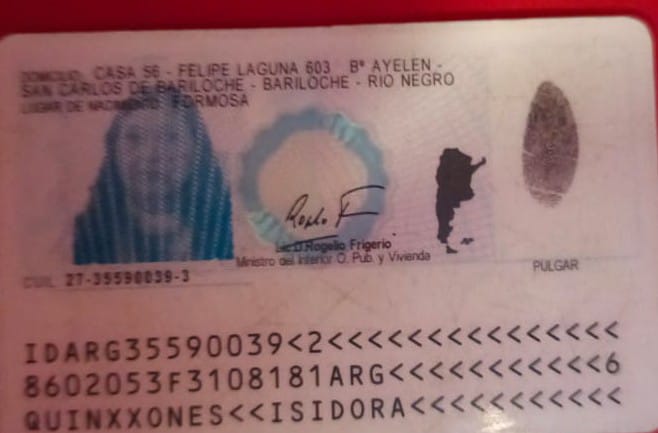 DOMICILIO: CASA 56 - FELIPE LAGUNA 603 Bº AYELEN -
SAN CARLOS DE BARILOCHE - BARILOCHE - RIO NEGRO
LUGAR DE NACIMIENTO: FORMOSA
Lic.D.Rogelio Frigerio
Ministro del Interior O. Pub. y Vivienda
PULGAR
CUIL: 27-35590039-3
IDARG35590039<2<<<<<<<<<<<<<<<
8602053F3108181ARG<<<<<<<<<<<6
QUINXXONES<<ISIDORA<<<<<<<<<<<